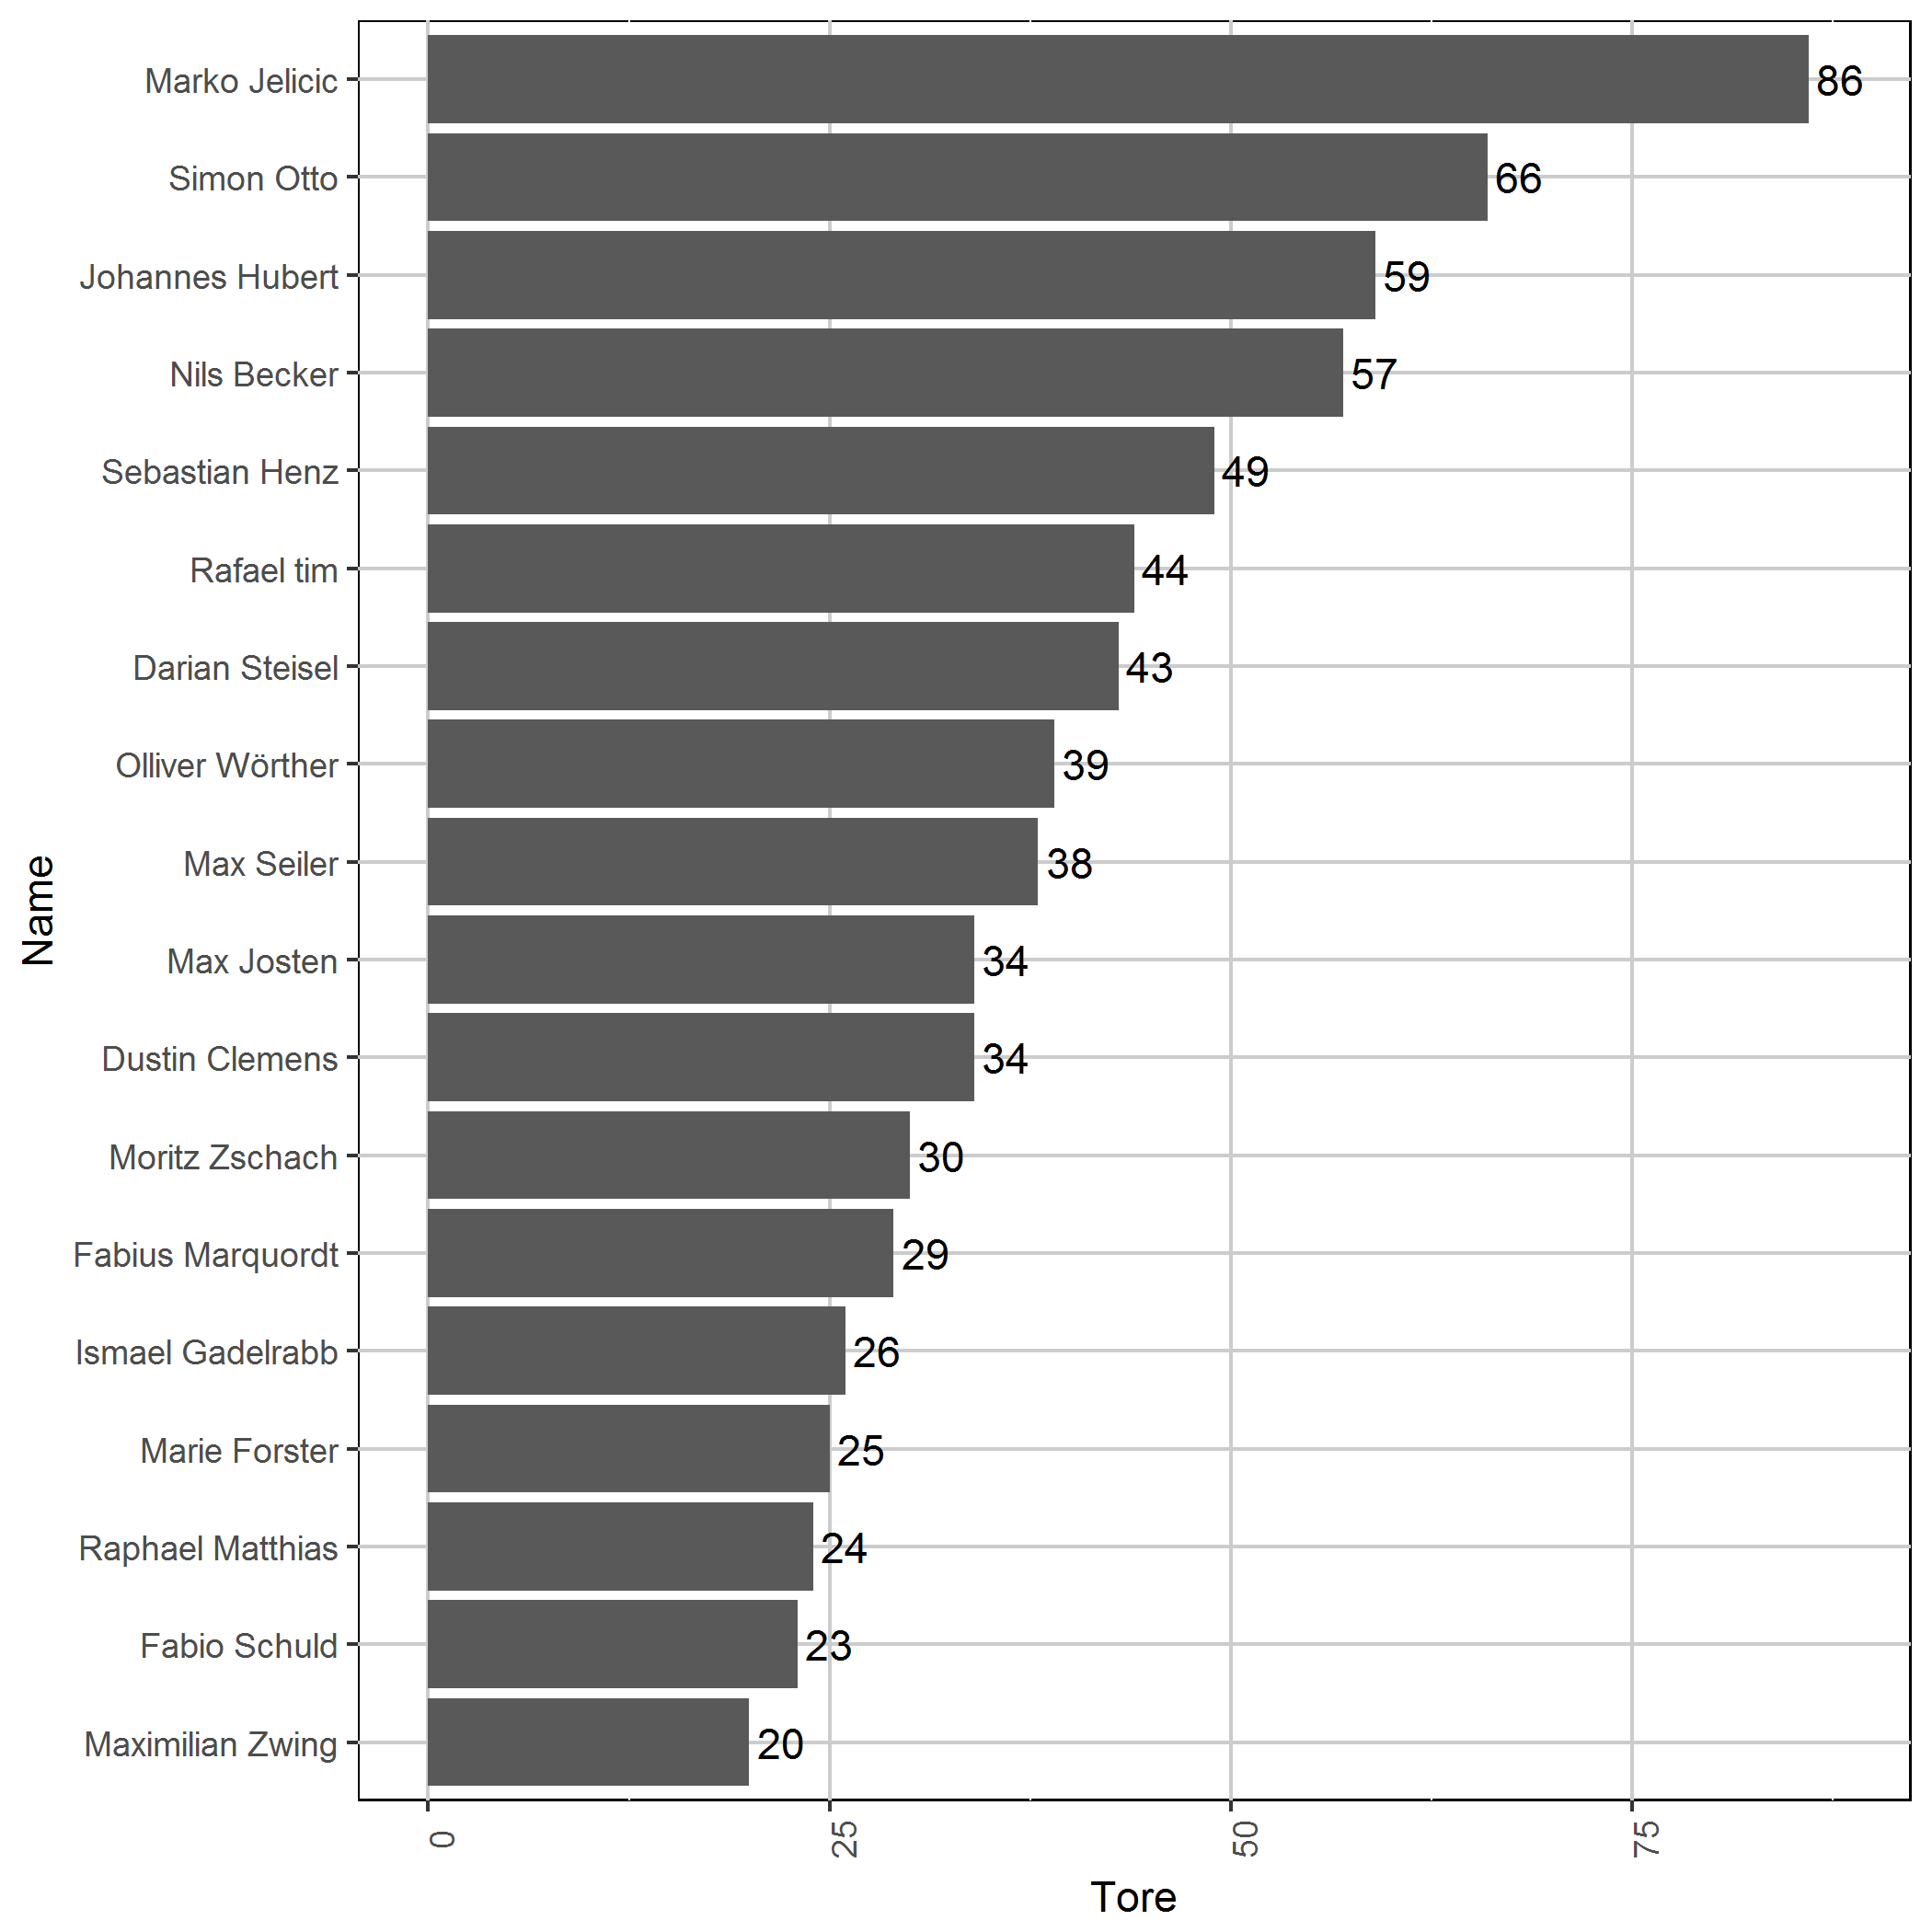 Marko Jelicic 86
Simon Otto 66
Johannes Hubert 59
Nils Becker 57
Sebastian Henz 49
Rafael tim 44
Darian Steisel 43
Olliver Wörther 39
Max Seiler 38
Max Josten 34
Dustin Clemens 34
Moritz Zschach 30
Fabius Marquordt 29
Ismael Gadelrabb 26
Marie Forster 25
Raphael Matthias 24
Fabio Schuld 23
Maximilian Zwing 20
Name
0 25 50 75
Tore